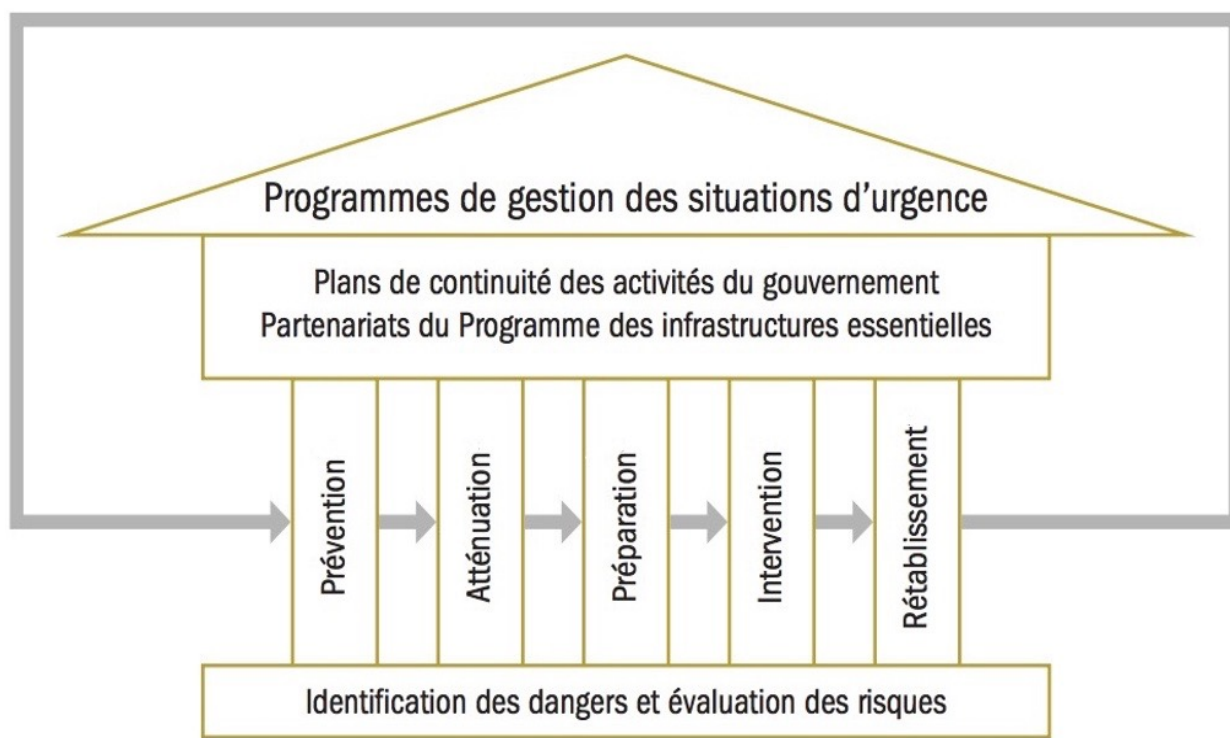 Programmes de gestion des situations d’urgence
Plans de continuité des activités du gouvernement
Partenariats du Programme des infrastructures essentielles
Prévention
Atténuation
Préparation
Intervention
Rétablissement
Identification des dangers et évaluation des risques